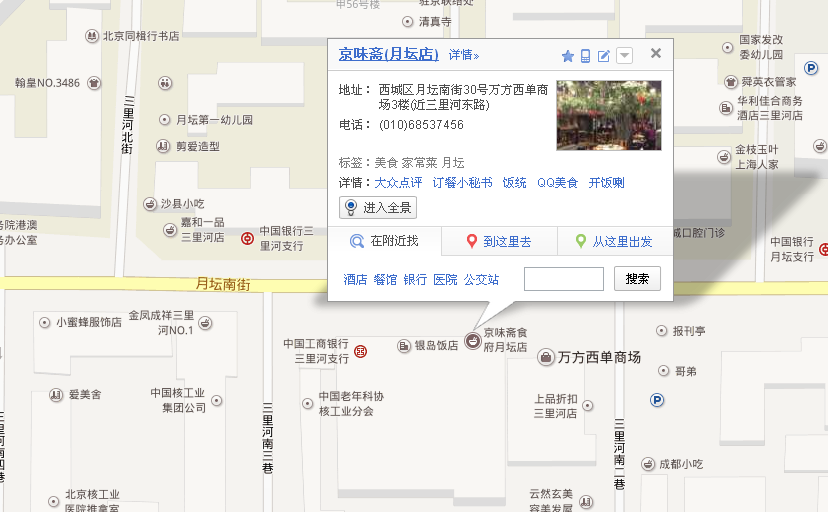 驻京联络处
申56号楼
清真寺
北京同楫行书店
翰皇NO.3486
三里河北街
月坛第一幼儿园
剪爱造型
沙县小吃
嘉和一品
三里河店
中国银行三
里河支行
务院港澳
务办公室
月坛南街
京味斋(月坛店)
详情»
地址：
西城区月坛南街30号万方西单商
场3楼(近三里河东路)
电话：
(010)68537456
标签：美食 家常菜 月坛
详情：大众点评 订餐小秘书 饭统 QQ美食 开饭喇
进入全景
在附近找
到这里去
从这里出发
酒店 餐馆 银行 医院 公交站
搜索
国家发改
委幼儿园
P
舜英衣管家
华利佳合商务
酒店三里河店
金枝玉叶
上海人家
城口腔门诊
中国银行
月坛支行
小蜜蜂服饰店
金凤成祥三里
河NO.1
中国工商银行
三里河支行
银岛饭店
京味斋食
府月坛店
万方西单商场
报刊亭
哥弟
P
爱美舍
中国核工业
集团公司
中国老年科协
核工业分会
上品折扣
三里河店
三里河南四巷
三里河南三巷
三里河南二巷
成都小吃
北京核工业
医院推拿室
云然玄美
容美发屋